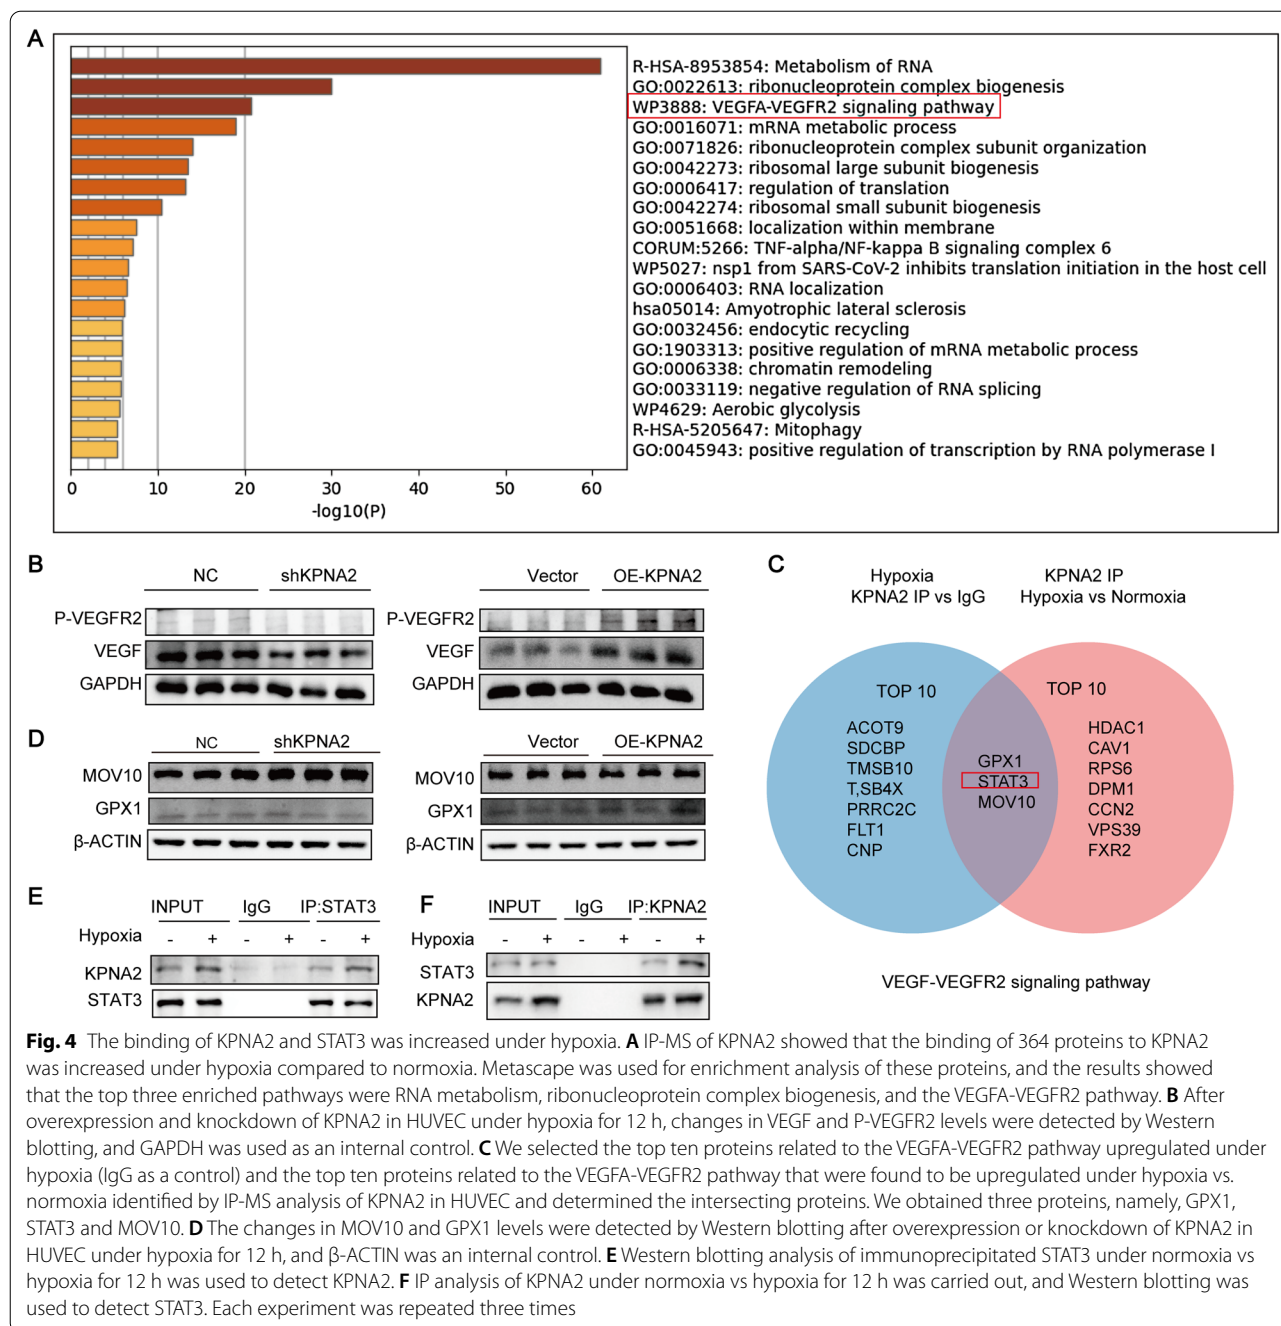 A
R-HSA-8953854: Metabolism of RNA
GO:0022613: ribonucleoprotein complex biogenesis
WP3888: VEGFA-VEGFR2 signaling pathway
GO:0016071: mRNA metabolic process
GO:0071826: ribonucleoprotein complex subunit organization
GO:0042273: ribosomal large subunit biogenesis
GO:0006417: regulation of translation
GO:0042274: ribosomal small subunit biogenesis
GO:0051668: localization within membrane
CORUM:5266: TNF-alpha/NF-kappa B signaling complex 6
WP5027: nsp1 from SARS-CoV-2 inhibits translation initiation in the host cell
GO:0006403: RNA localization
hsa05014: Amyotrophic lateral sclerosis
GO:0032456: endocytic recycling
GO:1903313: positive regulation of mRNA metabolic process
GO:0006338: chromatin remodeling
GO:0033119: negative regulation of RNA splicing
WP4629: Aerobic glycolysis
R-HSA-5205647: Mitophagy
GO:0045943: positive regulation of transcription by RNA polymerase I
0 10 20 30 40 50 60
-log10(P)
B
NC shKPNA2
P-VEGFR2
VEGF
GAPDH
Vector OE-KPNA2
P-VEGFR2
VEGF
GAPDH
C
Hypoxia
KPNA2 IP vs IgG
KPNA2 IP
Hypoxia vs Normoxia
TOP 10
ACOT9
SDCBP
TMSB10
T,SB4X
PRRC2C
FLT1
CNP
GPX1
STAT3
MOV10
TOP 10
HDAC1
CAV1
RPS6
DPM1
CCN2
VPS39
FXR2
VEGF-VEGFR2 signaling pathway
D
NC shKPNA2
MOV10
GPX1
β-ACTIN
Vector OE-KPNA2
MOV10
GPX1
β-ACTIN
E
INPUT IgG IP:STAT3
Hypoxia - + - + - +
KPNA2
STAT3
F
INPUT IgG IP:KPNA2
Hypoxia - + - + - +
STAT3
KPNA2
Fig. 4 The binding of KPNA2 and STAT3 was increased under hypoxia. A IP-MS of KPNA2 showed that the binding of 364 proteins to KPNA2
was increased under hypoxia compared to normoxia. Metascape was used for enrichment analysis of these proteins, and the results showed
that the top three enriched pathways were RNA metabolism, ribonucleoprotein complex biogenesis, and the VEGFA-VEGFR2 pathway. B After
overexpression and knockdown of KPNA2 in HUVEC under hypoxia for 12 h, changes in VEGF and P-VEGFR2 levels were detected by Western
blotting, and GAPDH was used as an internal control. C We selected the top ten proteins related to the VEGFA-VEGFR2 pathway upregulated under
hypoxia (IgG as a control) and the top ten proteins related to the VEGFA-VEGFR2 pathway that were found to be upregulated under hypoxia vs.
normoxia identified by IP-MS analysis of KPNA2 in HUVEC and determined the intersecting proteins. We obtained three proteins, namely, GPX1,
STAT3 and MOV10. D The changes in MOV10 and GPX1 levels were detected by Western blotting after overexpression or knockdown of KPNA2 in
HUVEC under hypoxia for 12 h, and β-ACTIN was an internal control. E Western blotting analysis of immunoprecipitated STAT3 under normoxia vs
hypoxia for 12 h was used to detect KPNA2. F IP analysis of KPNA2 under normoxia vs hypoxia for 12 h was carried out, and Western blotting was
used to detect STAT3. Each experiment was repeated three times